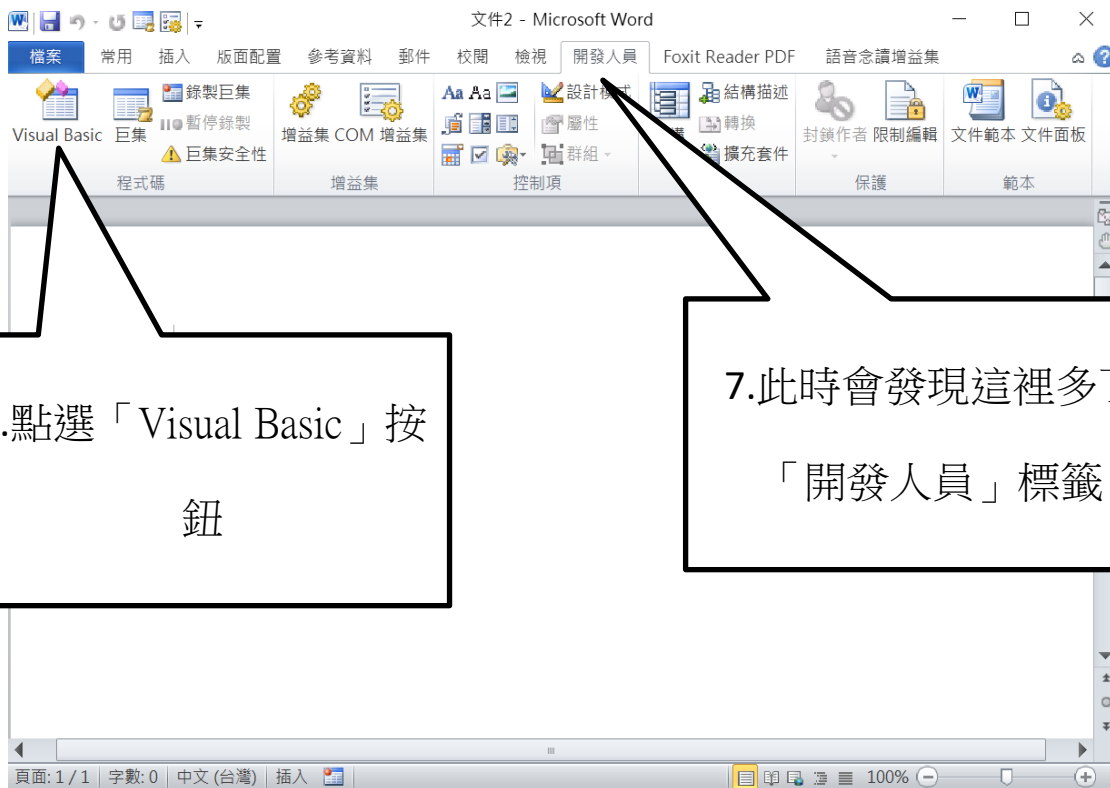 文件2 - Microsoft Word
檔案 常用 插入 版面配置 參考資料 郵件 校閱 檢視 開發人員 Foxit Reader PDF 語音念讀增益集
Visual Basic
巨集
錄製巨集
暫停錄製
巨集安全性
程式碼
增益集
COM 增益集
增益集
Aa Aa
設計模式
屬性
群組
控制項
結構描述
轉換
擴充套件
封鎖作者
限制編輯
保護
文件範本
文件面板
範本
.點選「Visual Basic」按
鈕
7.此時會發現這裡多
「開發人員」標籤
頁面: 1 / 1 字數: 0 中文 (台灣) 插入 100%